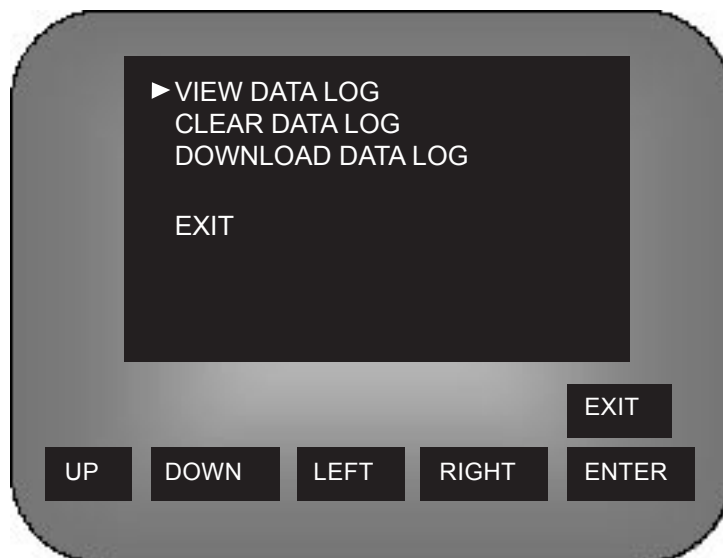 VIEW DATA LOG
CLEAR DATA LOG
DOWNLOAD DATA LOG
EXIT
EXIT
UP DOWN LEFT RIGHT ENTER